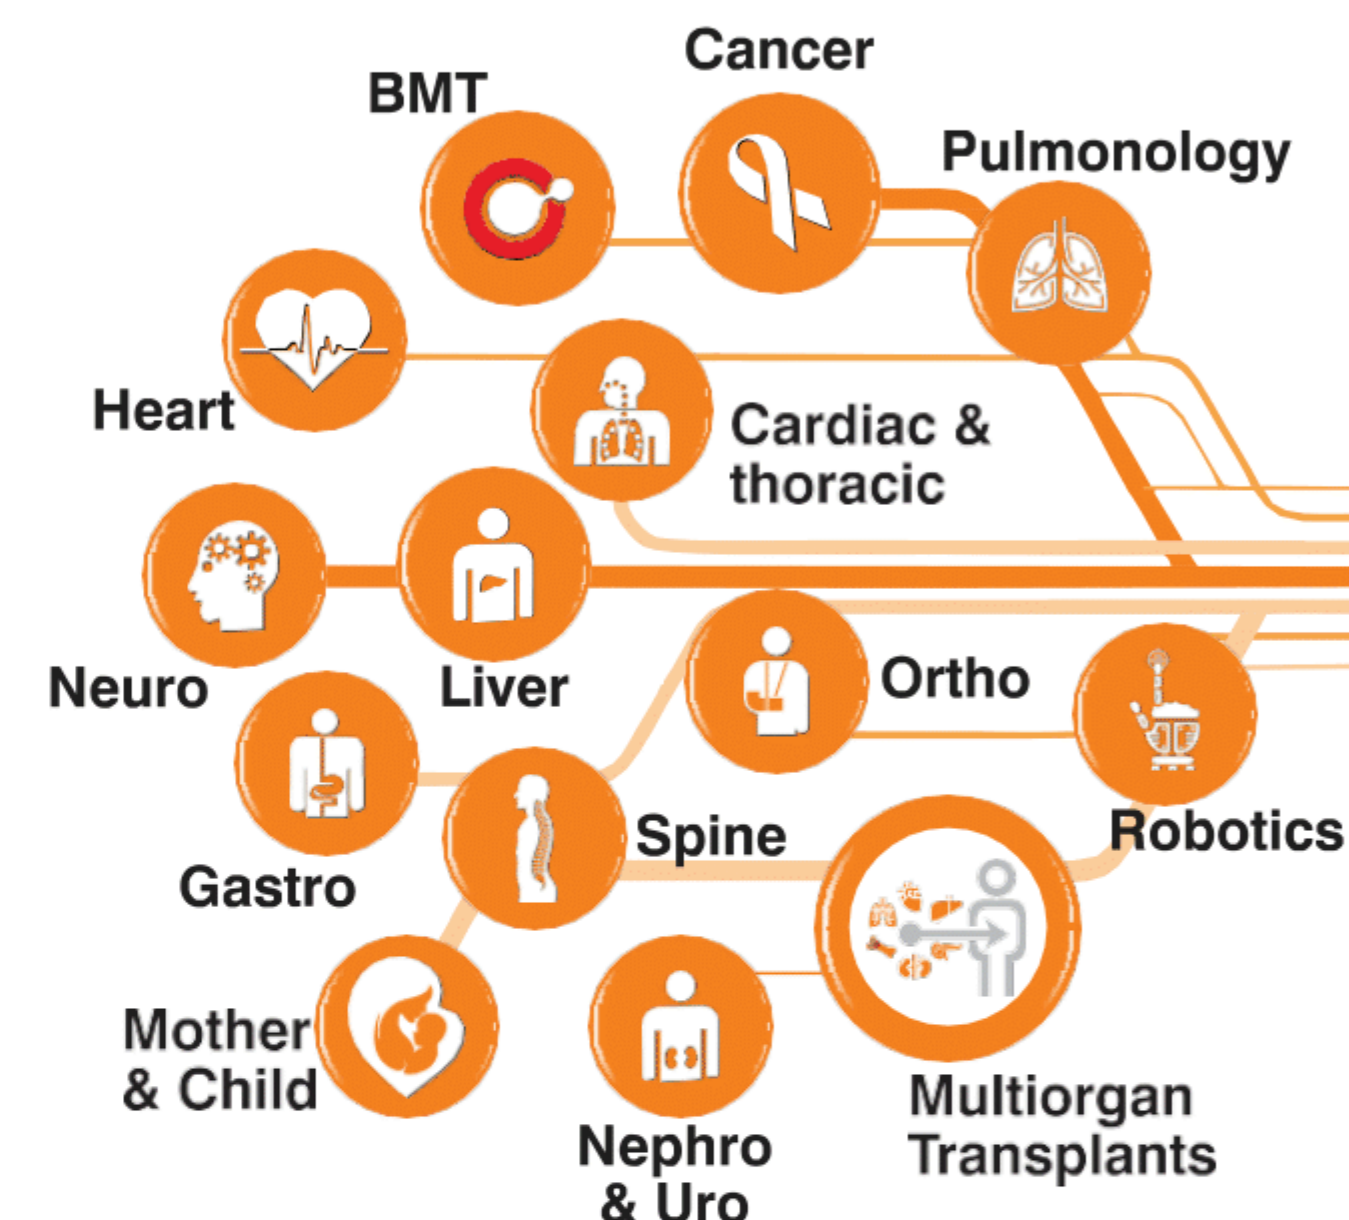 Cancer
BMT
Pulmonology
Heart
Cardiac &
thoracic
Neuro
Liver
Ortho
Robotics
Spine
Gastro
Mother
& Child
Multiorgan
Transplants
Nephro
& Uro